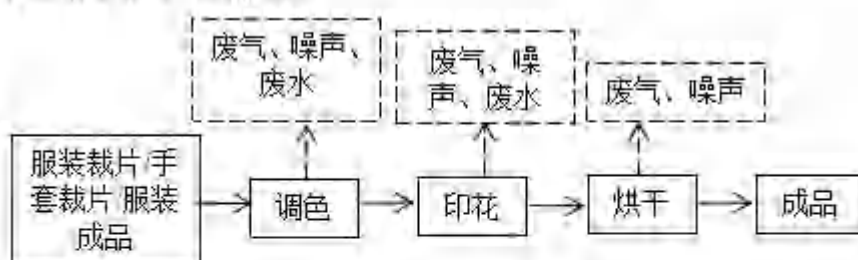 废气、噪声、
废水
废气、噪
声、废水
废气、噪声
服装裁片/手
套裁片/服装
成品
调色
印花
烘干
成品